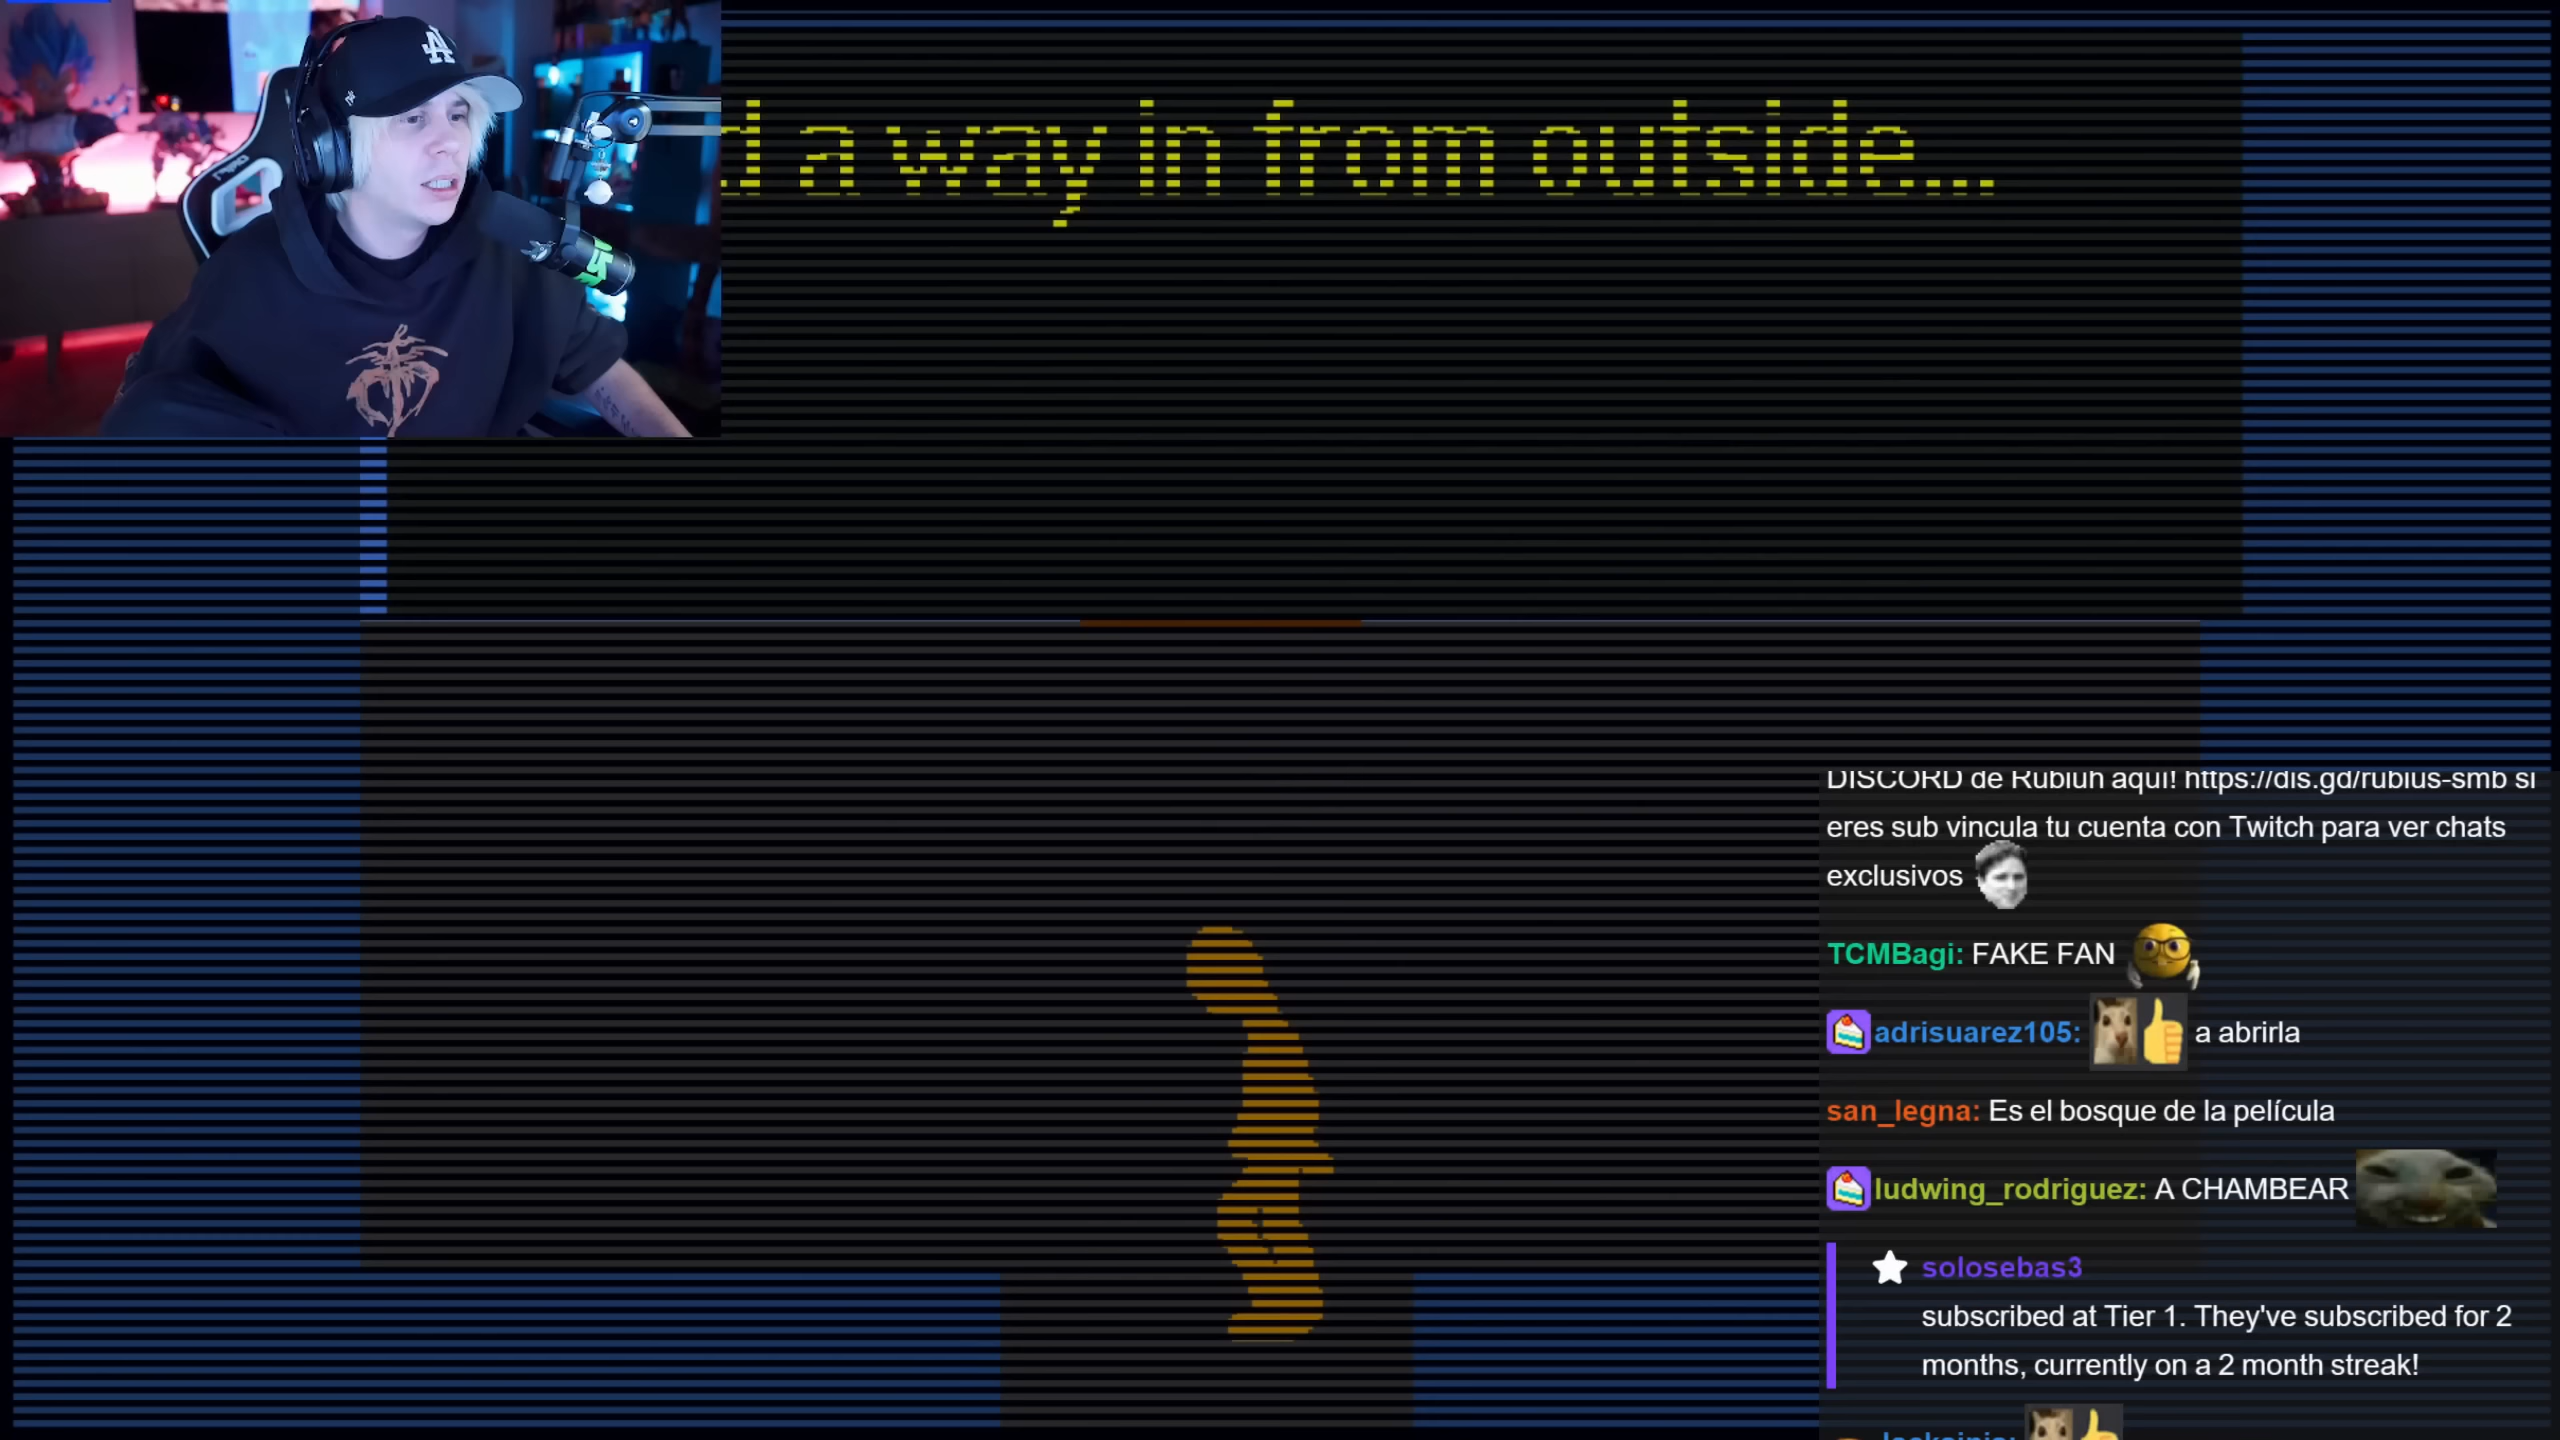 d a way in from outside...
DISCORD de Rubiuh aquí! https://dis.gd/rubius-smb si
eres sub vincula tu cuenta con Twitch para ver chats
exclusivos
TCMBagi: FAKE FAN
adrisuarez105: a abrirla
san_legna: Es el bosque de la película
ludwing_rodriguez: A CHAMBEAR
solosebas3
subscribed at Tier 1. They've subscribed for 2
months, currently on a 2 month streak!